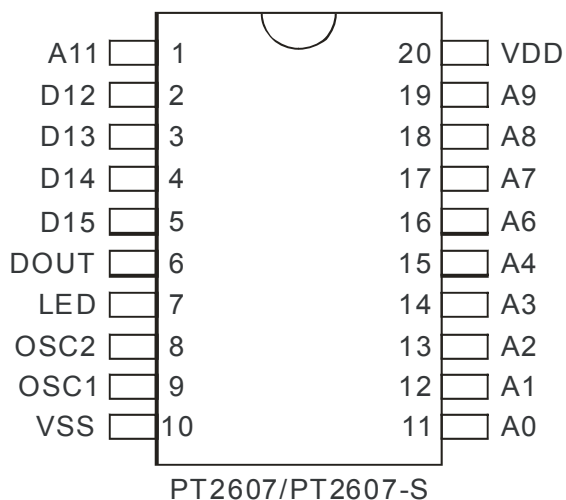 A11 1 20 VDD
D12 2 19 A9
D13 3 18 A8
D14 4 17 A7
D15 5 16 A6
DOUT 6 15 A4
LED 7 14 A3
OSC2 8 13 A2
OSC1 9 12 A1
VSS 10 11 A0
PT2607/PT2607-S